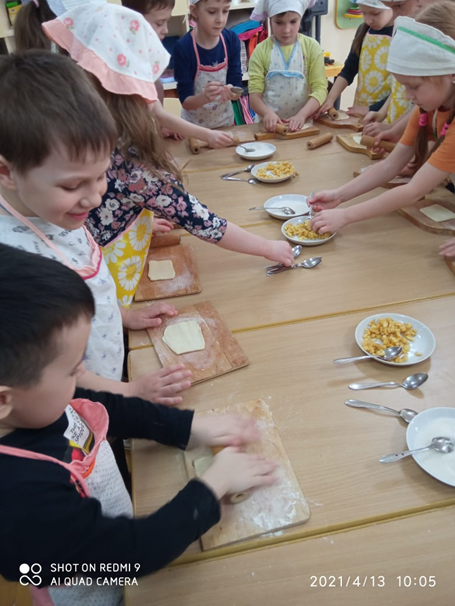 SHOT ON REDMI 9
AI QUAD CAMERA
2021/4/13 10:05